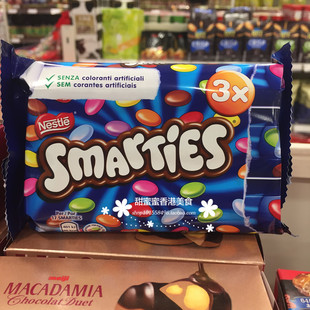 SENZA coloranti artificiali
SEM corantes artificiais
3x
Nestlé
SMARTIES
甜蜜蜜香港美食
MACADAMIA
Chocolat Duet